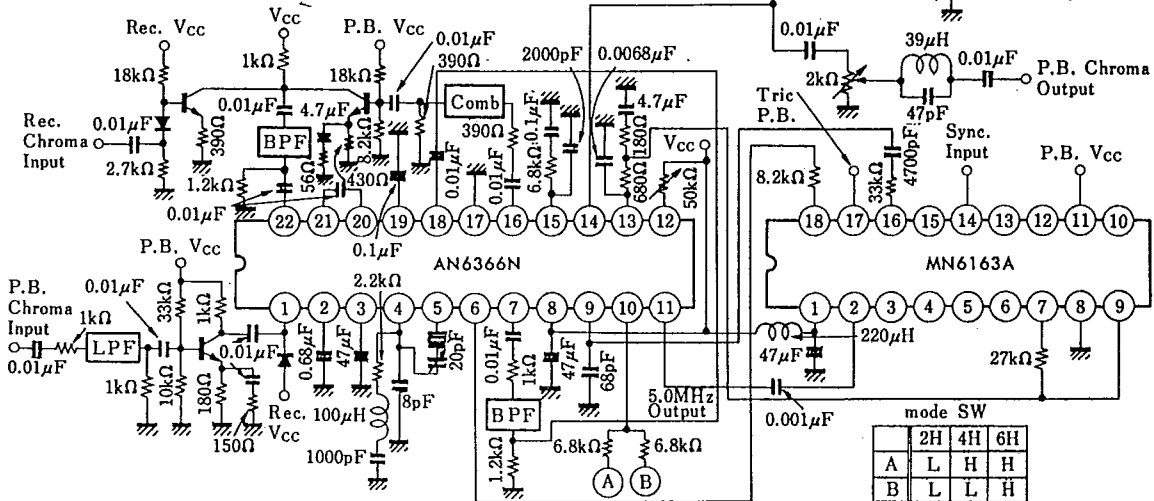 Rec. VCC
VCC
P.B. VCC
0.01μF
390Ω
18kΩ
1kΩ
18kΩ
0.01μF
4.7μF
Comb
390Ω
2000pF
0.0068μF
4.7μF
0.01μF
39μH
0.01μF
P.B. Chroma
Output
2kΩ
47pF
Rec.
Chroma
Input
0.01μF
390Ω
BPF
8.2kΩ
2.7kΩ
1.2kΩ
56Ω
430Ω
0.01μF
0.01μF
0.01μF
6.8kΩ
0.1μF
180Ω
680Ω
VCC
50kΩ
Tric
P.B.
8.2kΩ
33kΩ
4700pF
Sync.
Input
P.B. VCC
0.01μF
0.1μF
22 21 20 19 18 17 16 15 14 13 12
18 17 16 15 14 13 12 11 10
AN6366N
MN6163A
1 2 3 4 5 6 7 8 9 10 11
1 2 3 4 5 6 7 8 9
P.B. VCC
P.B.
Chroma
Input
1kΩ
0.01μF
33kΩ
1kΩ
LPF
0.01μF
0.01μF
1kΩ
10kΩ
180Ω
150Ω
Rec.
VCC
0.68μF
47μF
2.2kΩ
100μH
1000pF
8pF
20pF
0.01μF
1kΩ
BPF
1.2kΩ
47μF
68pF
6.8kΩ
6.8kΩ
A
B
5.0MHz
Output
0.001μF
220μH
47μF
27kΩ
mode SW
2H 4H 6H
A L H H
B L L H